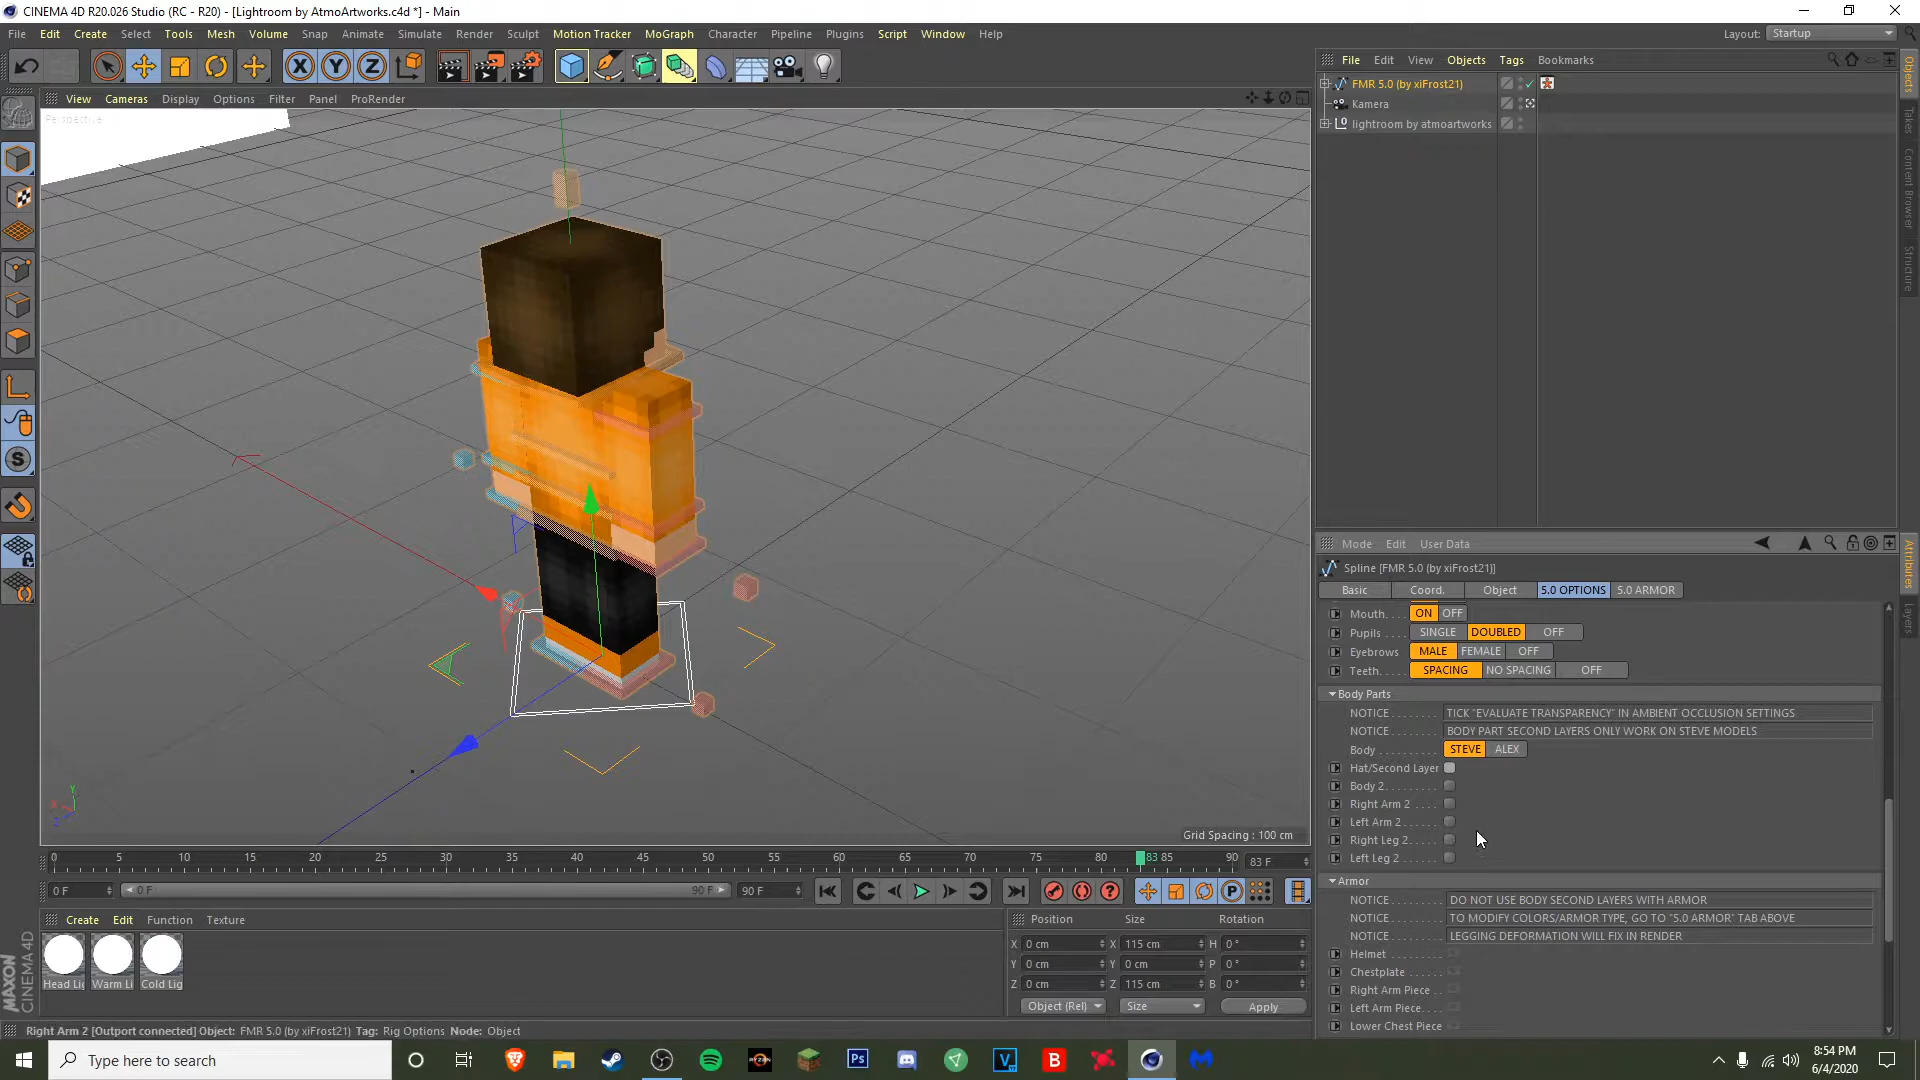 CINEMA 4D R20.026 Studio (RC - R20) - [Lightroom by AtmoArtworks.c4d *] - Main
File Edit Create Select Tools Mesh Volume Snap Animate Simulate Render Sculpt Motion Tracker MoGraph Character Pipeline Plugins Script Window Help Layout: Startup
File Edit View Objects Tags Bookmarks
FMR 5.0 (by xiFrost21)
Kamera
lightroom by atmoartworks
View Cameras Display Options Filter Panel ProRender
Perspective
Grid Spacing : 100 cm
Objects
Takes
Content Browser
Structure
Mode Edit User Data
Spline [FMR 5.0 (by xiFrost21)]
Basic Coord. Object 5.0 OPTIONS 5.0 ARMOR
Mouth. ON OFF
Pupils SINGLE DOUBLED OFF
Eyebrows MALE FEMALE OFF
Teeth SPACING NO SPACING OFF
Body Parts
NOTICE TICK "EVALUATE TRANSPARENCY" IN AMBIENT OCCLUSION SETTINGS
NOTICE BODY PART SECOND LAYERS ONLY WORK ON STEVE MODELS
Body STEVE ALEX
Hat/Second Layer
Body 2
Right Arm 2
Left Arm 2
Right Leg 2
Left Leg 2
Armor
NOTICE DO NOT USE BODY SECOND LAYERS WITH ARMOR
NOTICE TO MODIFY COLORS/ARMOR TYPE, GO TO "5.0 ARMOR" TAB ABOVE
NOTICE LEGGING DEFORMATION WILL FIX IN RENDER
Helmet
Chestplate
Right Arm Piece
Left Arm Piece
Lower Chest Piece
Attributes
Layers
0 5 10 15 20 25 30 35 40 45 50 55 60 65 70 75 80 83 85 90 83 F
0 F 0 F 90 F 90 F
Create Edit Function Texture
Head Lig Warm Li Cold Lig
Position Size Rotation
X 0 cm X 115 cm H 0 °
Y 0 cm Y 0 cm P 0 °
Z 0 cm Z 115 cm B 0 °
Object (Rel) Size Apply
MAXON CINEMA 4D
Right Arm 2 [Outport connected] Object: FMR 5.0 (by xiFrost21) Tag: Rig Options Node: Object
Type here to search
8:54 PM
6/4/2020